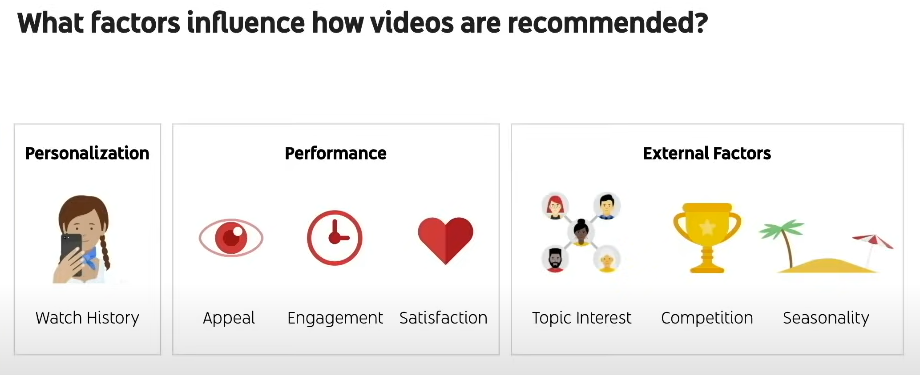 What factors influence how videos are recommended?
Personalization
Watch History
Performance
Appeal
Engagement
Satisfaction
External Factors
Topic Interest
Competition
Seasonality